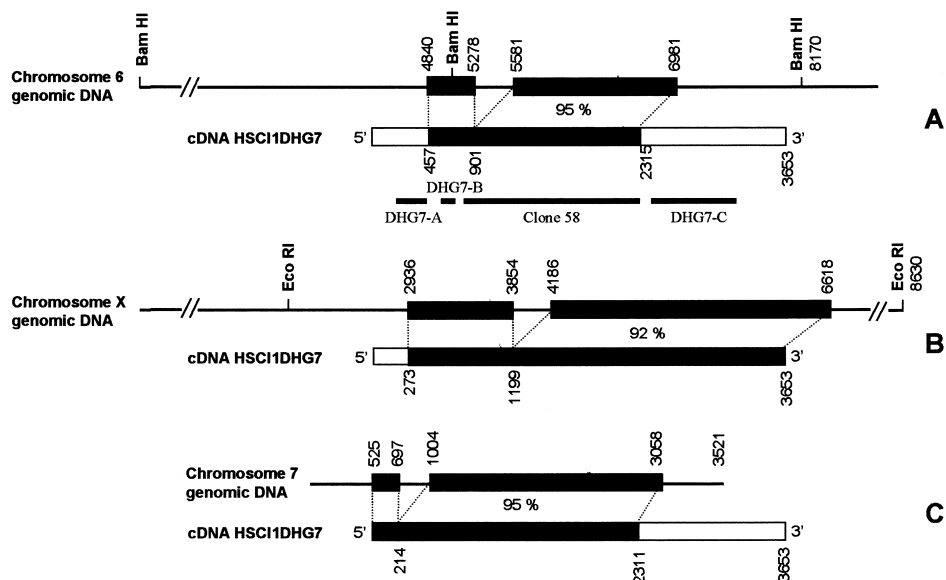 Bam HI
4840
Bam HI
5278
5581
6981
Bam HI
8170
Chromosome 6
genomic DNA
95 %
A
cDNA HSCI1DHG7
5'
3'
457
901
2315
3653
DHG7-B
DHG7-A
Clone 58
DHG7-C
Eco RI
2936
3854
4186
6618
Eco RI
8630
Chromosome X
genomic DNA
92 %
B
cDNA HSCI1DHG7
5'
3'
273
1199
3653
525
697
1004
3058
3521
Chromosome 7
genomic DNA
95 %
C
cDNA HSCI1DHG7
5'
3'
214
2311
3653